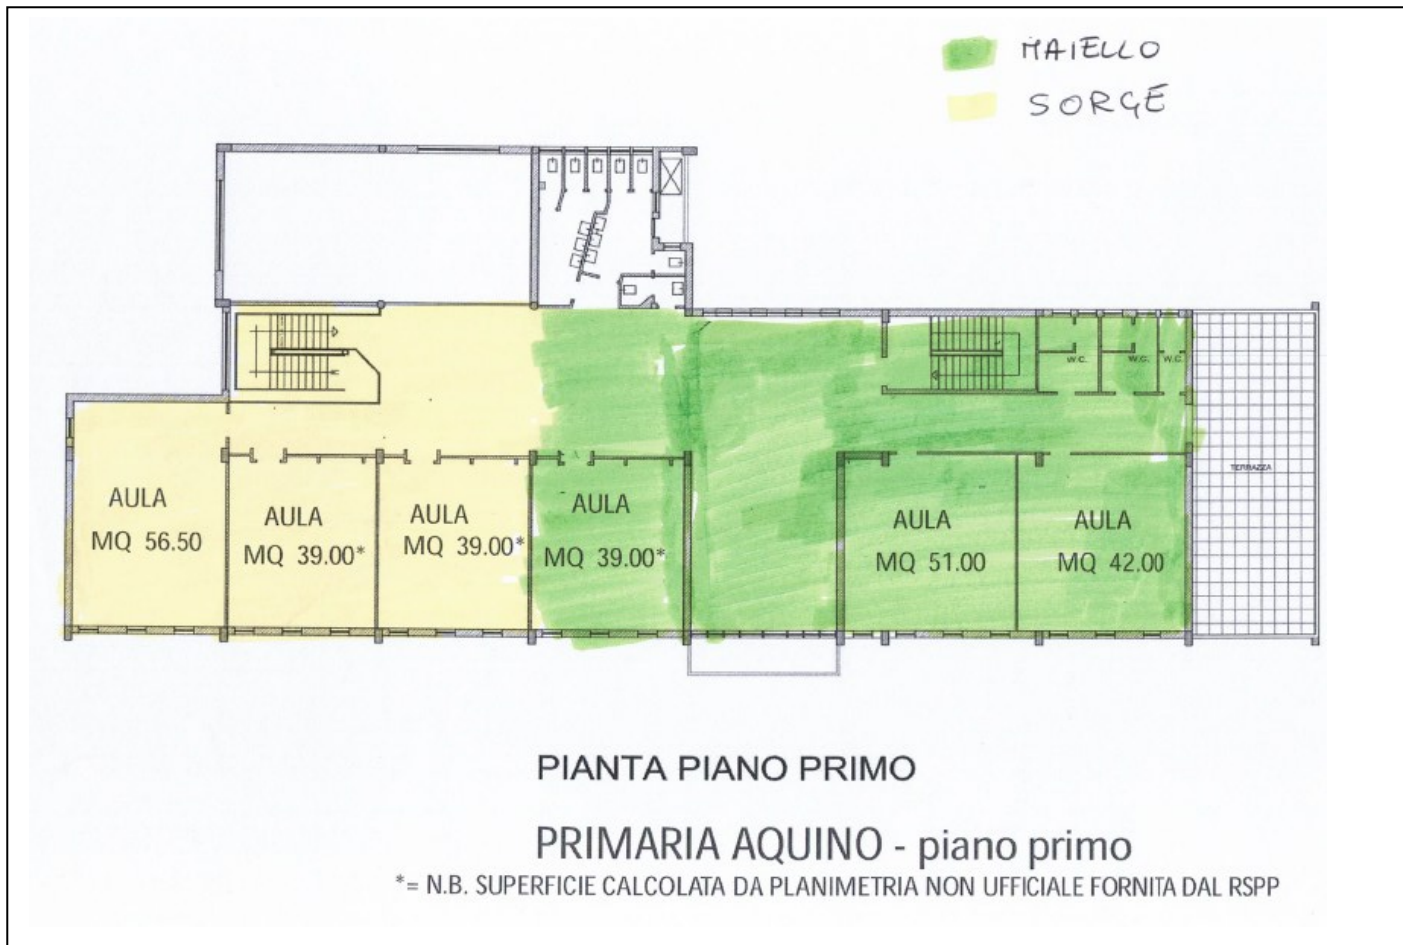 MAIELLO
SORGE
W.C.
W.C.
W.C.
TERRAZZA
AULA
MQ 56.50
AULA
MQ 39.00*
AULA
MQ 39.00*
AULA
MQ 39.00*
AULA
MQ 51.00
AULA
MQ 42.00
PIANTA PIANO PRIMO
PRIMARIA AQUINO - piano primo
*= N.B. SUPERFICIE CALCOLATA DA PLANIMETRIA NON UFFICIALE FORNITA DAL RSPP